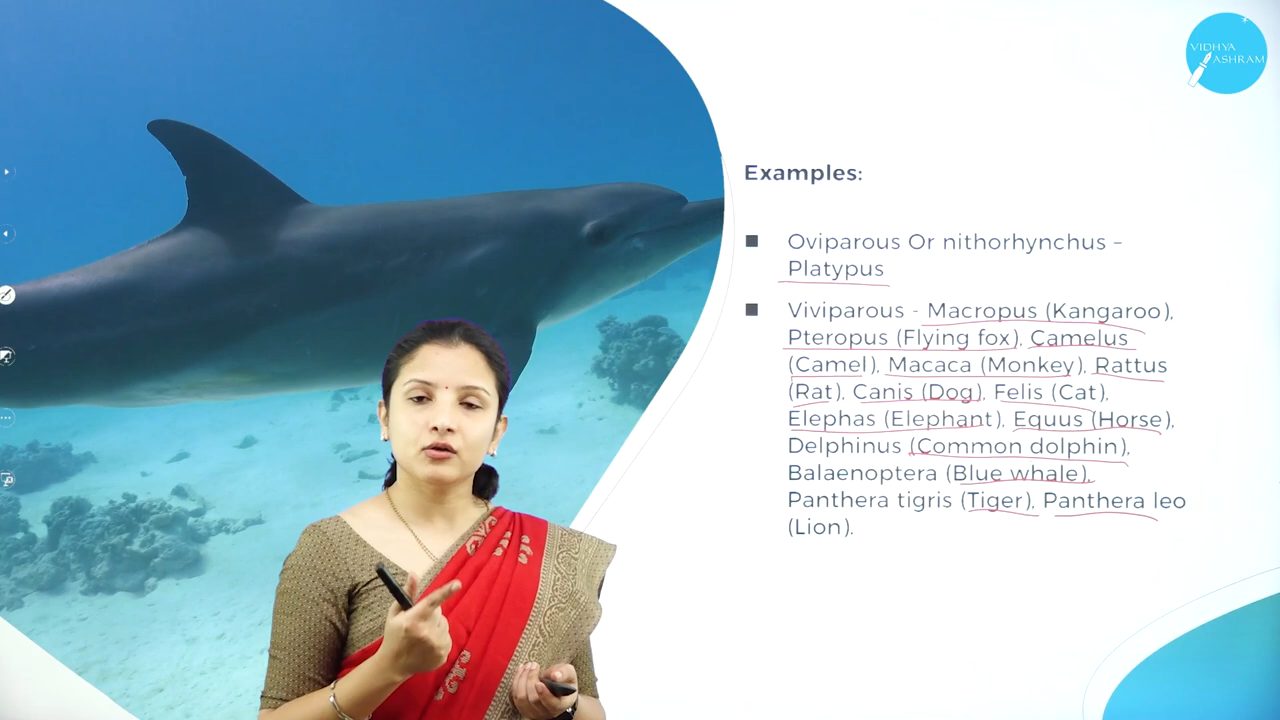 VIDHYA
ASHRAM
Examples:
Oviparous Or nithorhynchus –
Platypus
Viviparous - Macropus (Kangaroo),
Pteropus (Flying fox), Camelus
(Camel), Macaca (Monkey), Rattus
(Rat), Canis (Dog), Felis (Cat),
Elephas (Elephant), Equus (Horse),
Delphinus (Common dolphin),
Balaenoptera (Blue whale),
Panthera tigris (Tiger), Panthera leo
(Lion).